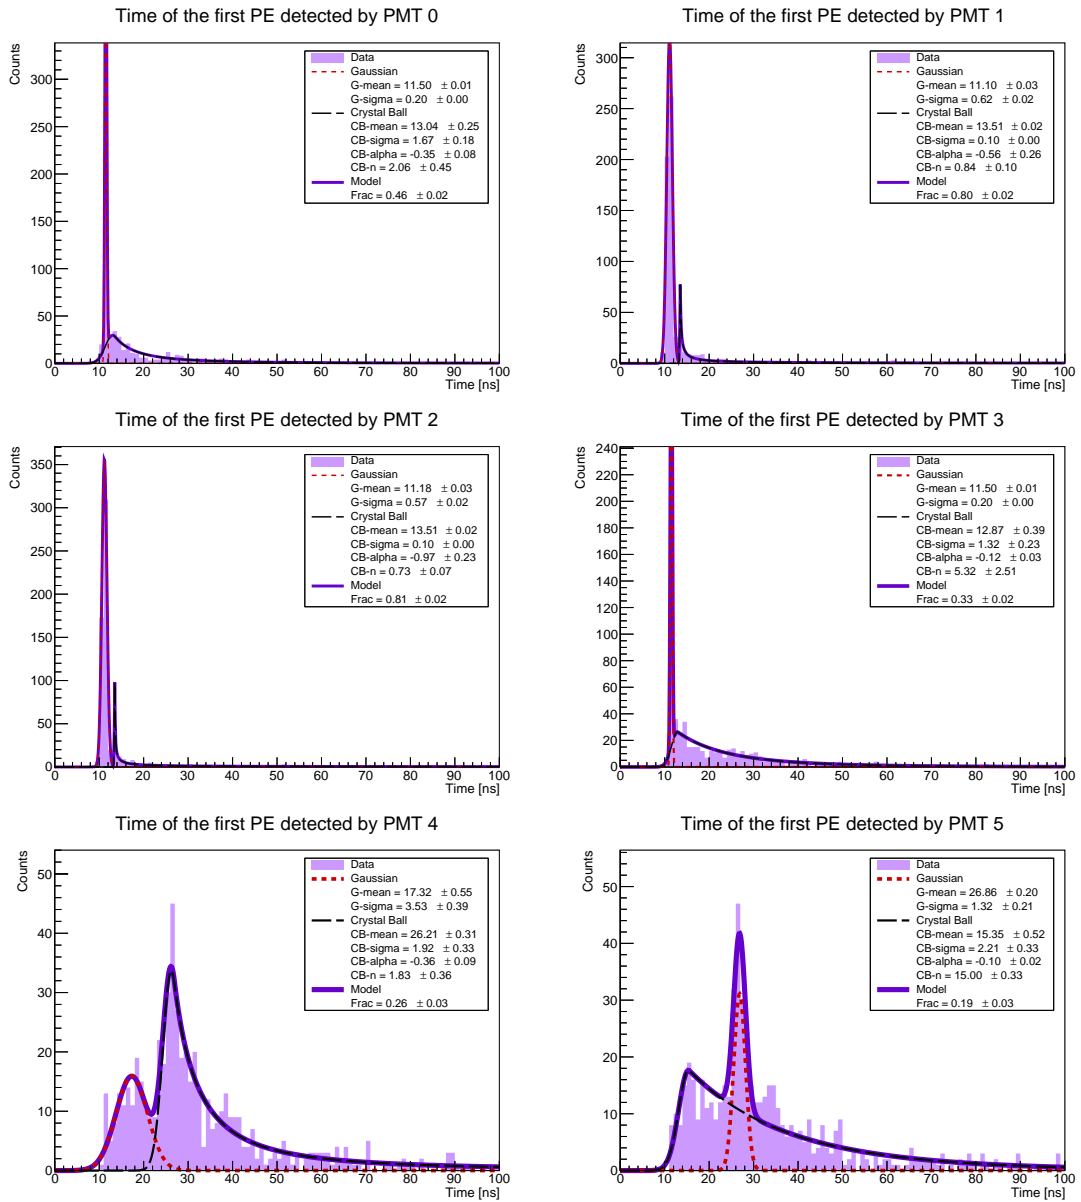 Time of the first PE detected by PMT 0
Counts
300
250
200
150
100
50
0
0 10 20 30 40 50 60 70 80 90 100
Time [ns]
Data
Gaussian
G-mean = 11.50 ± 0.01
G-sigma = 0.20 ± 0.00
Crystal Ball
CB-mean = 13.04 ± 0.25
CB-sigma = 1.67 ± 0.18
CB-alpha = -0.35 ± 0.08
CB-n = 2.06 ± 0.45
Model
Frac = 0.46 ± 0.02
Time of the first PE detected by PMT 1
Counts
300
250
200
150
100
50
0
0 10 20 30 40 50 60 70 80 90 100
Time [ns]
Data
Gaussian
G-mean = 11.10 ± 0.03
G-sigma = 0.62 ± 0.02
Crystal Ball
CB-mean = 13.51 ± 0.02
CB-sigma = 0.10 ± 0.00
CB-alpha = -0.56 ± 0.26
CB-n = 0.84 ± 0.10
Model
Frac = 0.80 ± 0.02
Time of the first PE detected by PMT 2
Counts
350
300
250
200
150
100
50
0
0 10 20 30 40 50 60 70 80 90 100
Time [ns]
Data
Gaussian
G-mean = 11.18 ± 0.03
G-sigma = 0.57 ± 0.02
Crystal Ball
CB-mean = 13.51 ± 0.02
CB-sigma = 0.10 ± 0.00
CB-alpha = -0.97 ± 0.23
CB-n = 0.73 ± 0.07
Model
Frac = 0.81 ± 0.02
Time of the first PE detected by PMT 3
Counts
240
220
200
180
160
140
120
100
80
60
40
20
0
0 10 20 30 40 50 60 70 80 90 100
Time [ns]
Data
Gaussian
G-mean = 11.50 ± 0.01
G-sigma = 0.20 ± 0.00
Crystal Ball
CB-mean = 12.87 ± 0.39
CB-sigma = 1.32 ± 0.23
CB-alpha = -0.12 ± 0.03
CB-n = 5.32 ± 2.51
Model
Frac = 0.33 ± 0.02
Time of the first PE detected by PMT 4
Counts
50
40
30
20
10
0
0 10 20 30 40 50 60 70 80 90 100
Time [ns]
Data
Gaussian
G-mean = 17.32 ± 0.55
G-sigma = 3.53 ± 0.39
Crystal Ball
CB-mean = 26.21 ± 0.31
CB-sigma = 1.92 ± 0.33
CB-alpha = -0.36 ± 0.09
CB-n = 1.83 ± 0.36
Model
Frac = 0.26 ± 0.03
Time of the first PE detected by PMT 5
Counts
50
40
30
20
10
0
0 10 20 30 40 50 60 70 80 90 100
Time [ns]
Data
Gaussian
G-mean = 26.86 ± 0.20
G-sigma = 1.32 ± 0.21
Crystal Ball
CB-mean = 15.35 ± 0.52
CB-sigma = 2.21 ± 0.33
CB-alpha = -0.10 ± 0.02
CB-n = 15.00 ± 0.33
Model
Frac = 0.19 ± 0.03